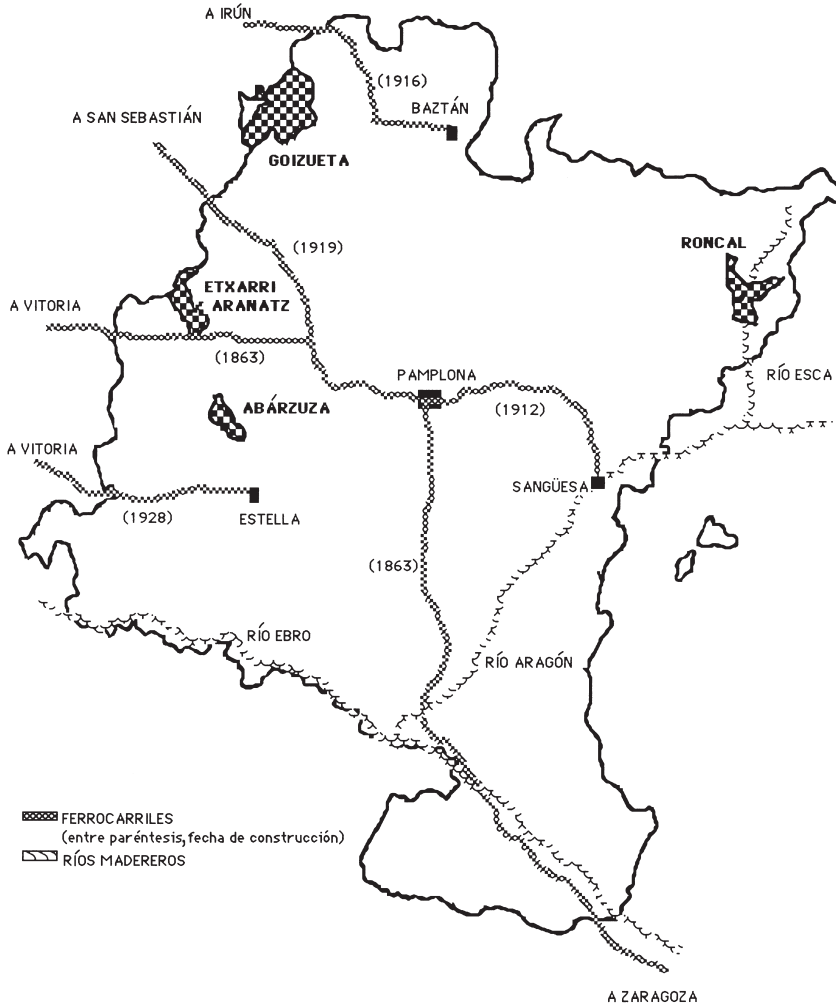 A IRÚN
(1916)
BAZTÁN
A SAN SEBASTIÁN
GOIZUETA
(1919)
RONCAL
ETXARRI
ARANATZ
A VITORIA
(1863)
PAMPLONA
RÍO ESCA
ABÁRZUZA
(1912)
A VITORIA
SANGÜESA
(1928)
ESTELLA
(1863)
RÍO EBRO
RÍO ARAGÓN
FERROCARRILES
(entre paréntesis, fecha de construcción)
RÍOS MADEREROS
A ZARAGOZA